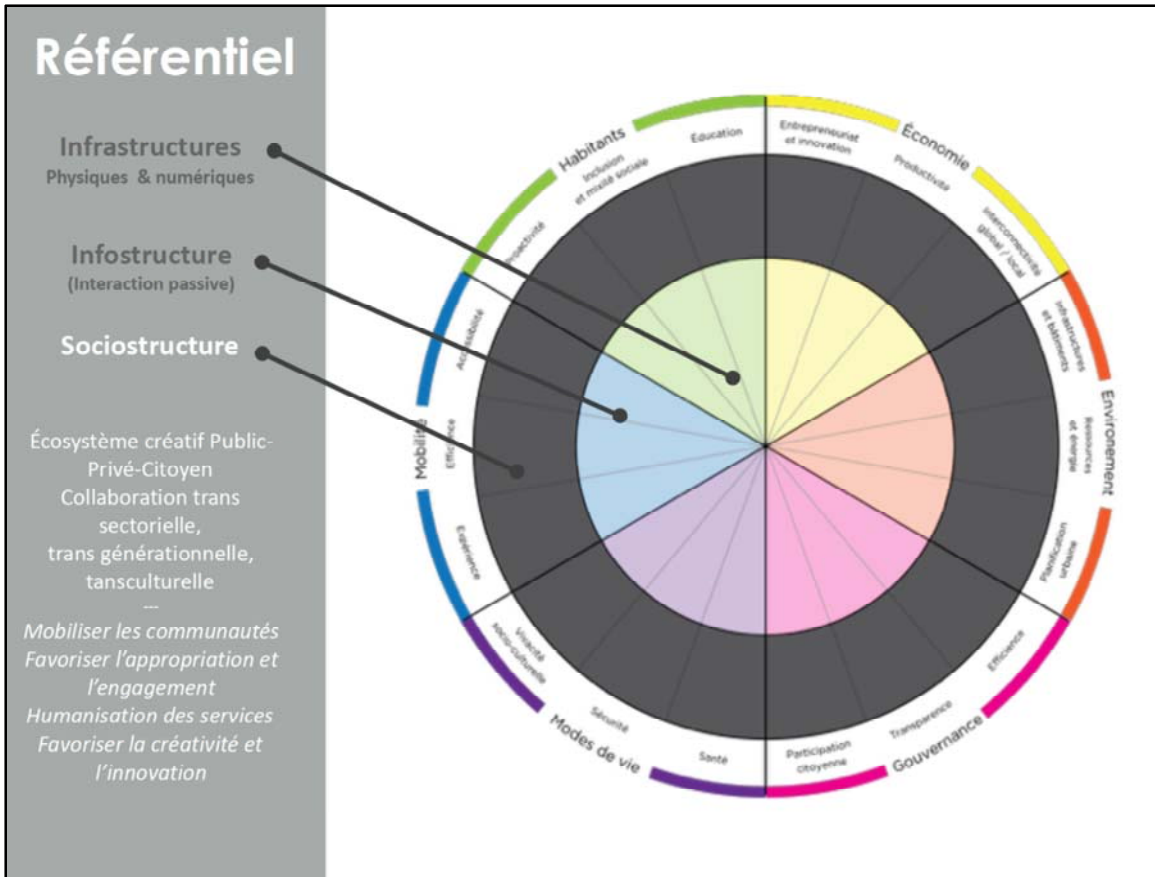 Référentiel
Infrastructures
Physiques & numériques
Infostructure
(Interaction passive)
Sociostructure
Écosystème créatif Public-
Privé-Citoyen
Collaboration trans
sectorielle,
trans générationnelle,
tansculturelle
---
Mobiliser les communautés
Favoriser l'appropriation et
l'engagement
Humanisation des services
Favoriser la créativité et
l'innovation
Habitants
Education
Inclusion
et mixité sociale
Économie
Entrepreneuriat
et innovation
Productivité
Interconnectivité
global / local
Environement
Infrastructures
et bâtiments
Ressources
et énergie
Planification
urbaine
Gouvernance
Efficience
Transparence
Participation
citoyenne
Modes de vie
Santé
Sécurité
Vivacité
socio-culturelle
Mobilité
Expérience
Efficience
Accessibilité